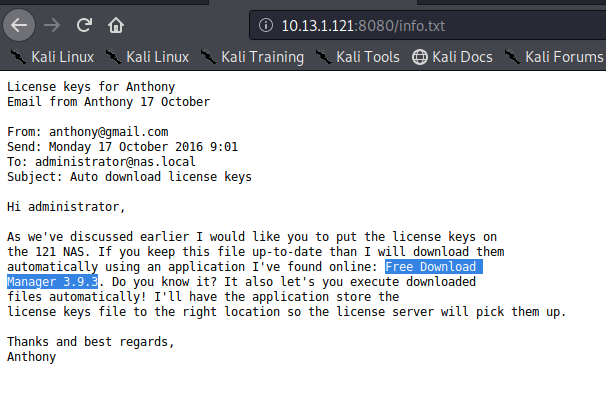 10.13.1.121:8080/info.txt
Kali Linux Kali Linux Kali Training Kali Tools Kali Docs Kali Forums
License keys for Anthony
Email from Anthony 17 October
From: anthony@gmail.com
Send: Monday 17 October 2016 9:01
To: administrator@nas.local
Subject: Auto download license keys
Hi administrator,
As we've discussed earlier I would like you to put the license keys on
the 121 NAS. If you keep this file up-to-date than I will download them
automatically using an application I've found online: Free Download
Manager 3.9.3. Do you know it? It also let's you execute downloaded
files automatically! I'll have the application store the
license keys file to the right location so the license server will pick them up.
Thanks and best regards,
Anthony